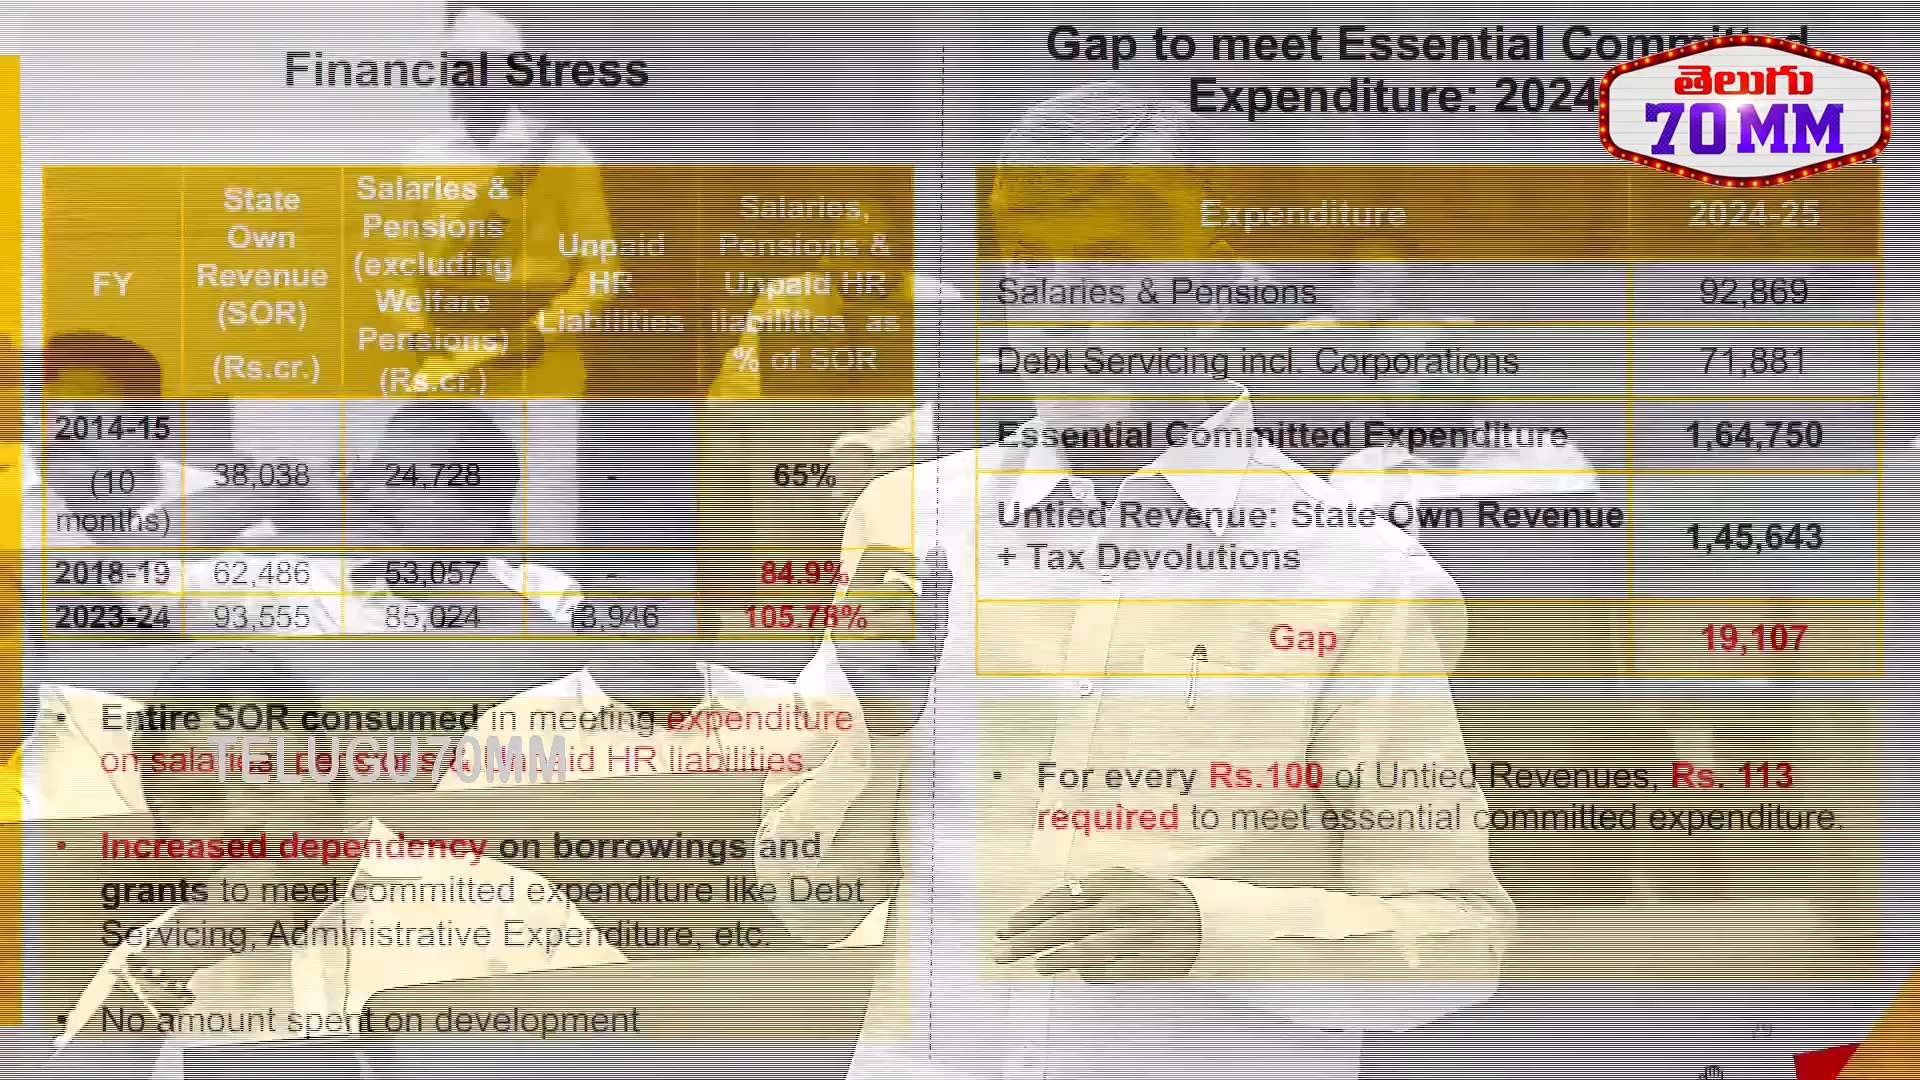 Financial Stress
FY
State
Own
Revenue
(SOR)
(Rs.cr.)
Salaries &
Pensions
(excluding
Welfare
Pensions)
(Rs.cr.)
Unpaid
HR
Liabilities
Salaries,
Pensions &
Unpaid HR
liabilities as
% of SOR
2014-15
(10
months)
38,038
24,728
-
65%
2018-19
62,486
53,057
-
84.9%
2023-24
93,555
85,024
13,946
105.78%
• Entire SOR consumed in meeting expenditure
on salaries, pensions & Unpaid HR liabilities.
TELUGU70MM
• Increased dependency on borrowings and
grants to meet committed expenditure like Debt
Servicing, Administrative Expenditure, etc.
• No amount spent on development
Gap to meet Essential Committed
Expenditure: 2024
తెలుగు
70MM
Expenditure 2024-25
Salaries & Pensions 92,869
Debt Servicing incl. Corporations 71,881
Essential Committed Expenditure 1,64,750
Untied Revenue: State Own Revenue
+ Tax Devolutions
1,45,643
Gap 19,107
• For every Rs.100 of Untied Revenues, Rs. 113
required to meet essential committed expenditure.